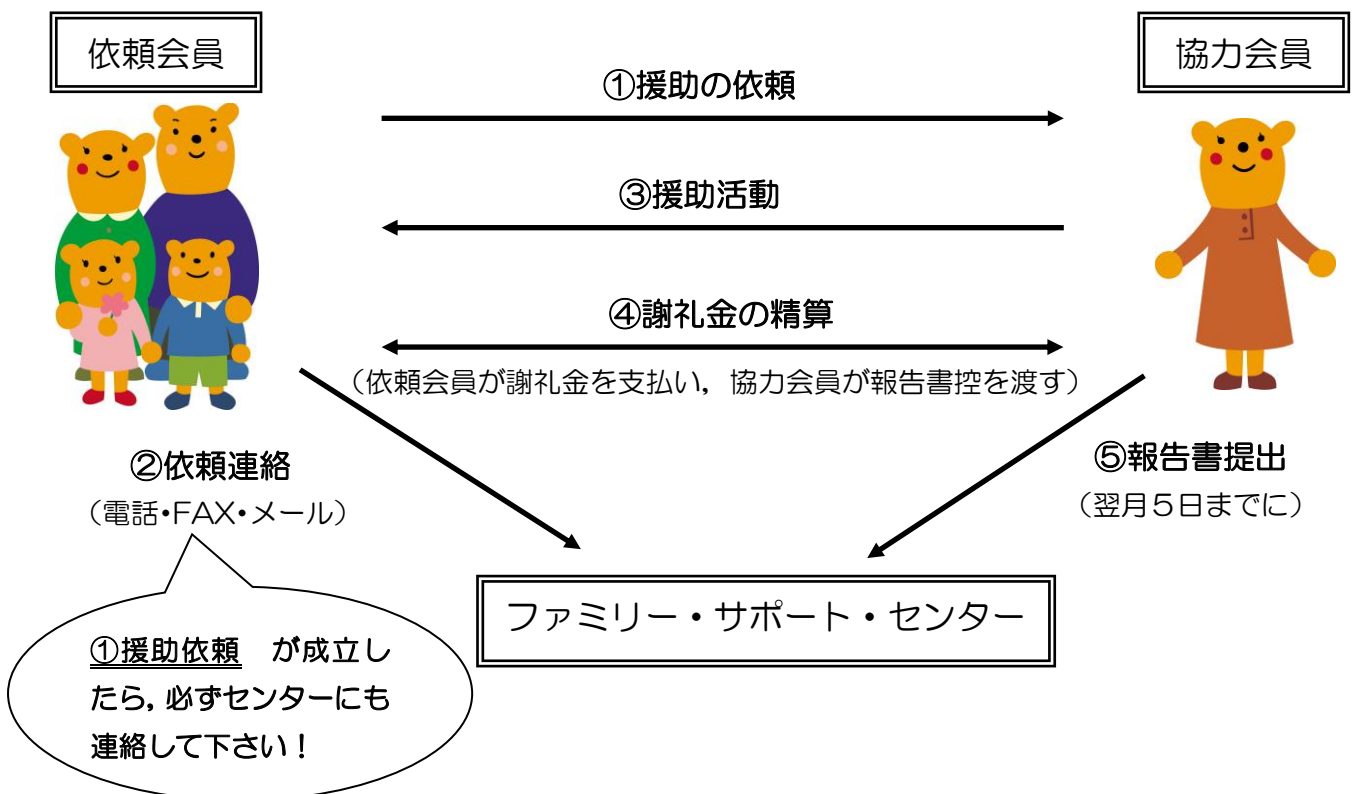 依頼会員
協力会員
①援助の依頼
③援助活動
④謝礼金の精算
（依頼会員が謝礼金を支払い，協力会員が報告書控を渡す）
②依頼連絡
（電話・FAX・メール）
⑤報告書提出
（翌月５日までに）
ファミリー・サポート・センター
①援助依頼　が成立し
たら，必ずセンターにも
連絡して下さい！